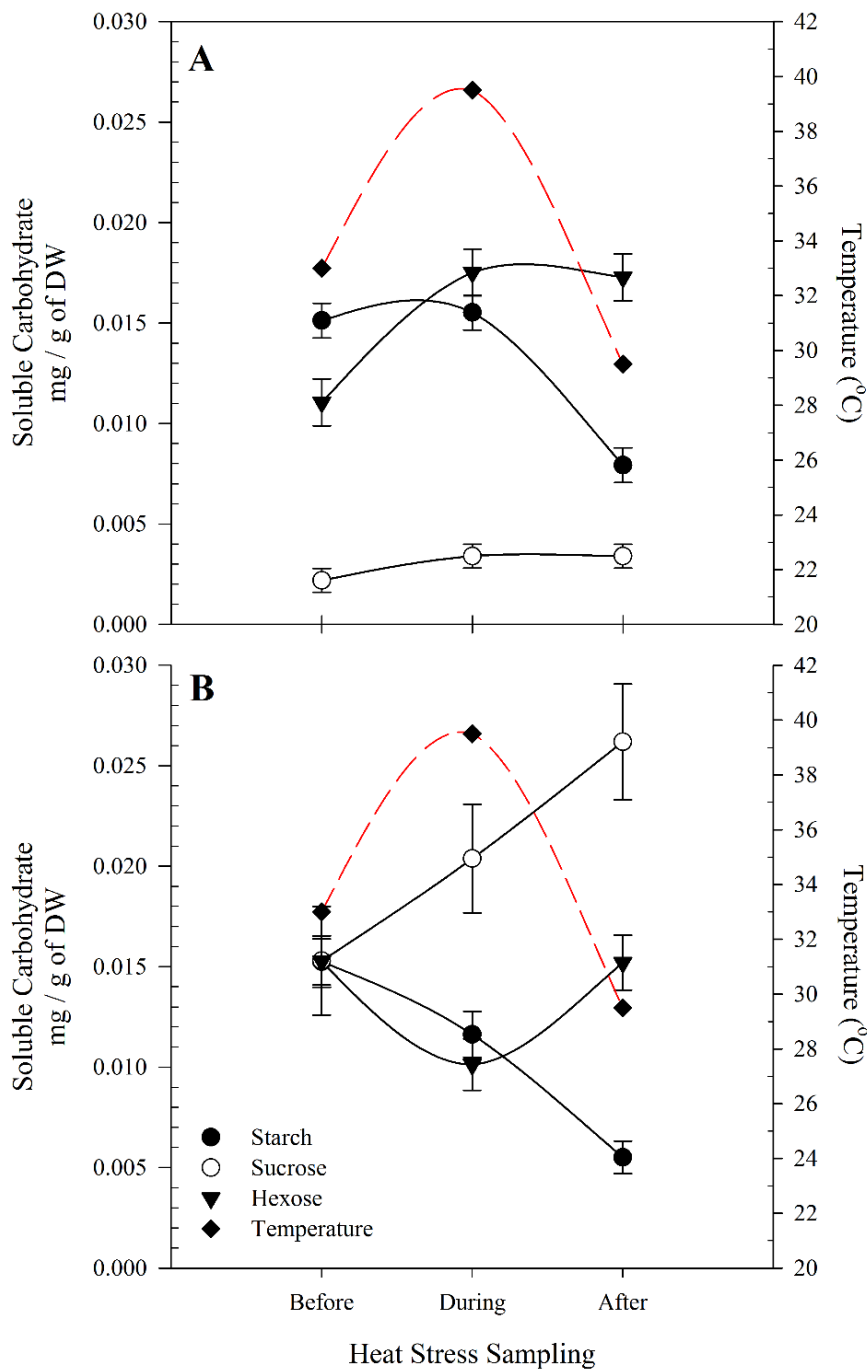 A
0.030
0.025
0.020
0.015
0.010
0.005
0.000
Soluble Carbohydrate
mg / g of DW
42
40
38
36
34
32
30
28
26
24
22
20
Temperature (°C)
B
0.030
0.025
0.020
0.015
0.010
0.005
0.000
Soluble Carbohydrate
mg / g of DW
42
40
38
36
34
32
30
28
26
24
22
20
Temperature (°C)
Starch
Sucrose
Hexose
Temperature
Before During After
Heat Stress Sampling